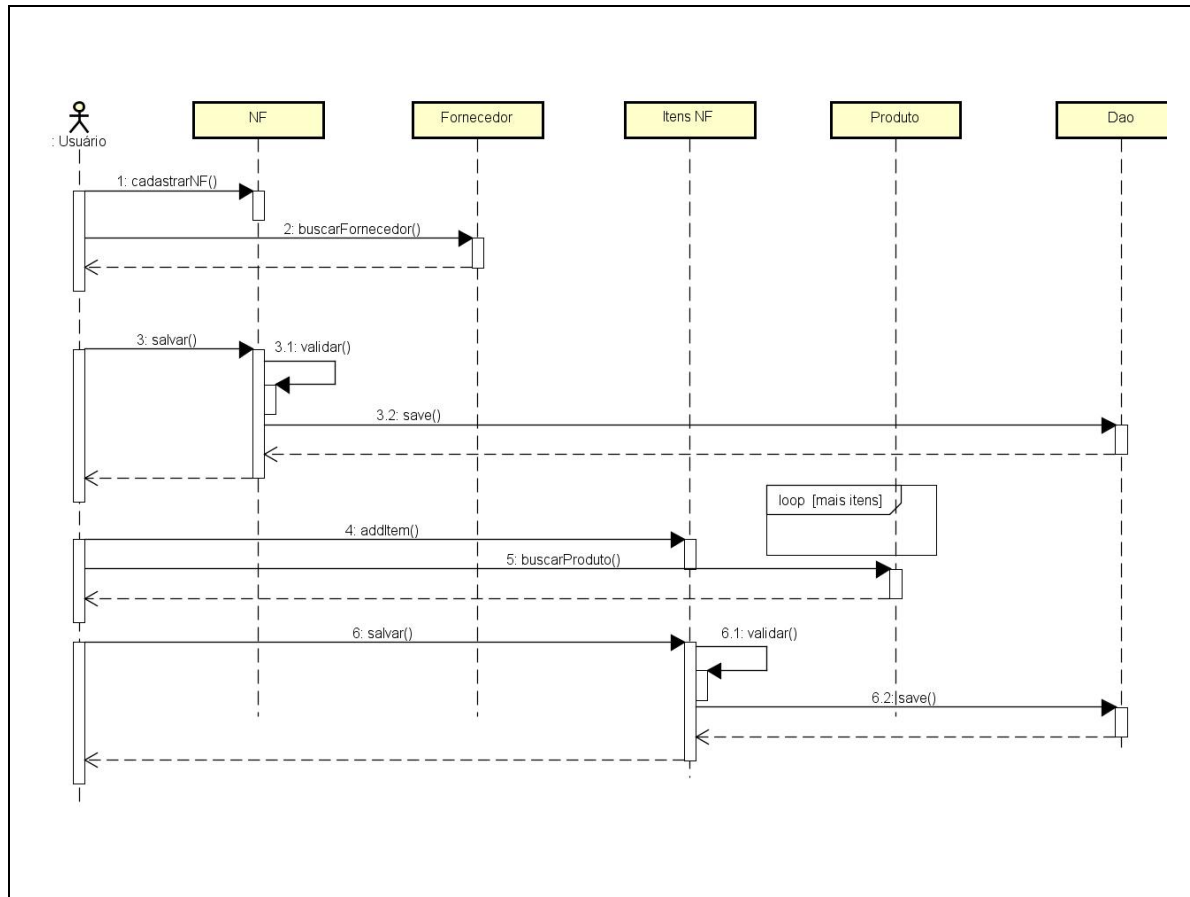 : Usuário
NF
Fornecedor
Itens NF
Produto
Dao
1: cadastrarNF()
2: buscarFornecedor()
3: salvar()
3.1: validar()
3.2: save()
loop [mais itens]
4: addItem()
5: buscarProduto()
6: salvar()
6.1: validar()
6.2: save()